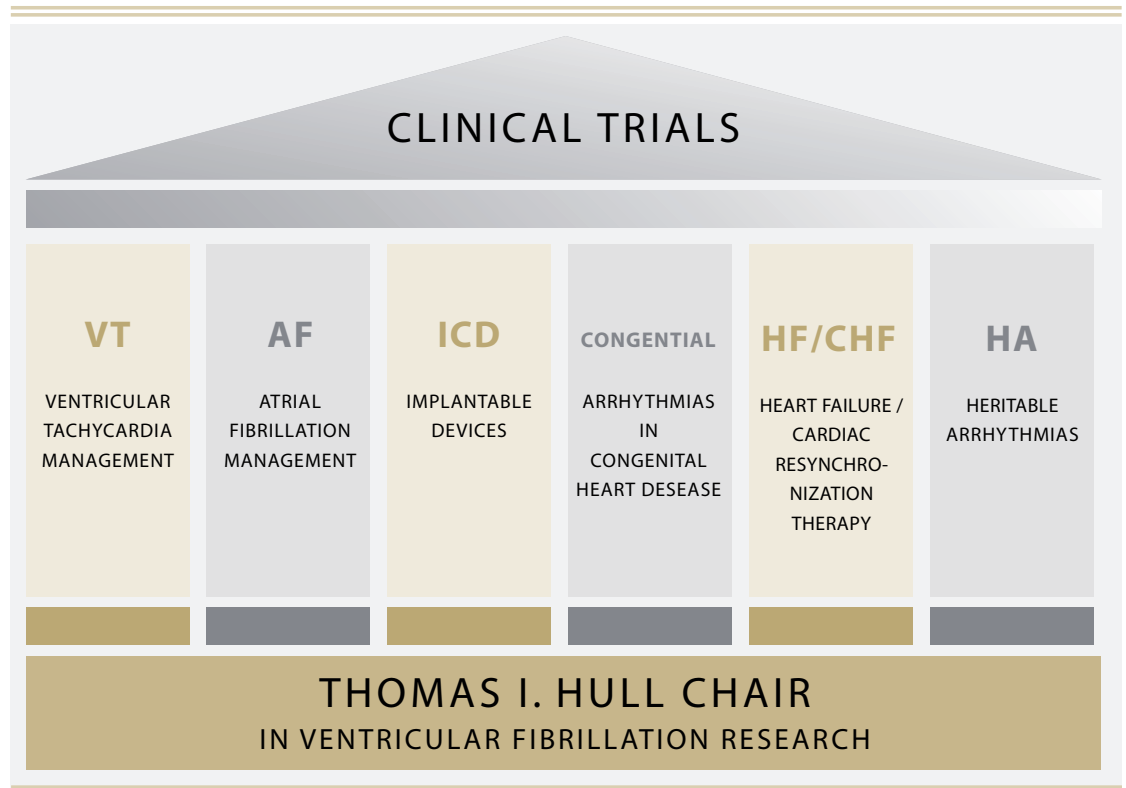 CLINICAL TRIALS
VT
VENTRICULAR
TACHYCARDIA
MANAGEMENT
AF
ATRIAL
FIBRILLATION
MANAGEMENT
ICD
IMPLANTABLE
DEVICES
CONGENTIAL
ARRHYTHMIAS
IN
CONGENITAL
HEART DESEASE
HF/CHF
HEART FAILURE /
CARDIAC
RESYNCHRO-
NIZATION
THERAPY
HA
HERITABLE
ARRHYTHMIAS
THOMAS I. HULL CHAIR
IN VENTRICULAR FIBRILLATION RESEARCH